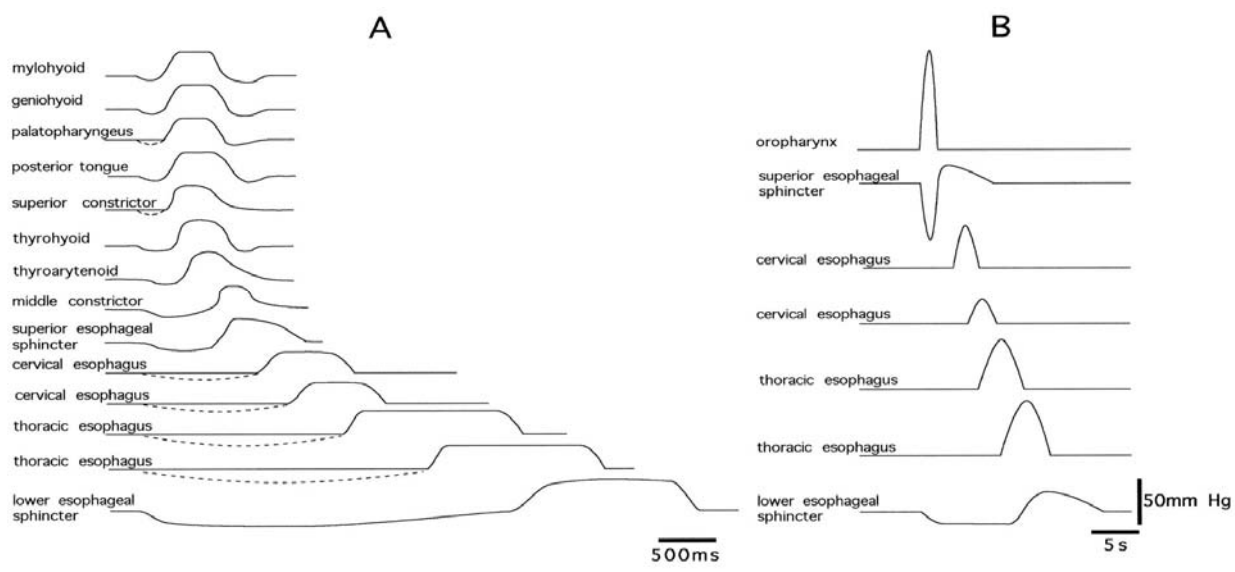 A
mylohyoid
geniohyoid
palatopharyngeus
posterior tongue
superior constrictor
thyrohyoid
thyroarytenoid
middle constrictor
superior esophageal
sphincter
cervical esophagus
cervical esophagus
thoracic esophagus
thoracic esophagus
lower esophageal
sphincter
500ms
B
oropharynx
superior esophageal
sphincter
cervical esophagus
cervical esophagus
thoracic esophagus
thoracic esophagus
lower esophageal
sphincter
50mm Hg
5s